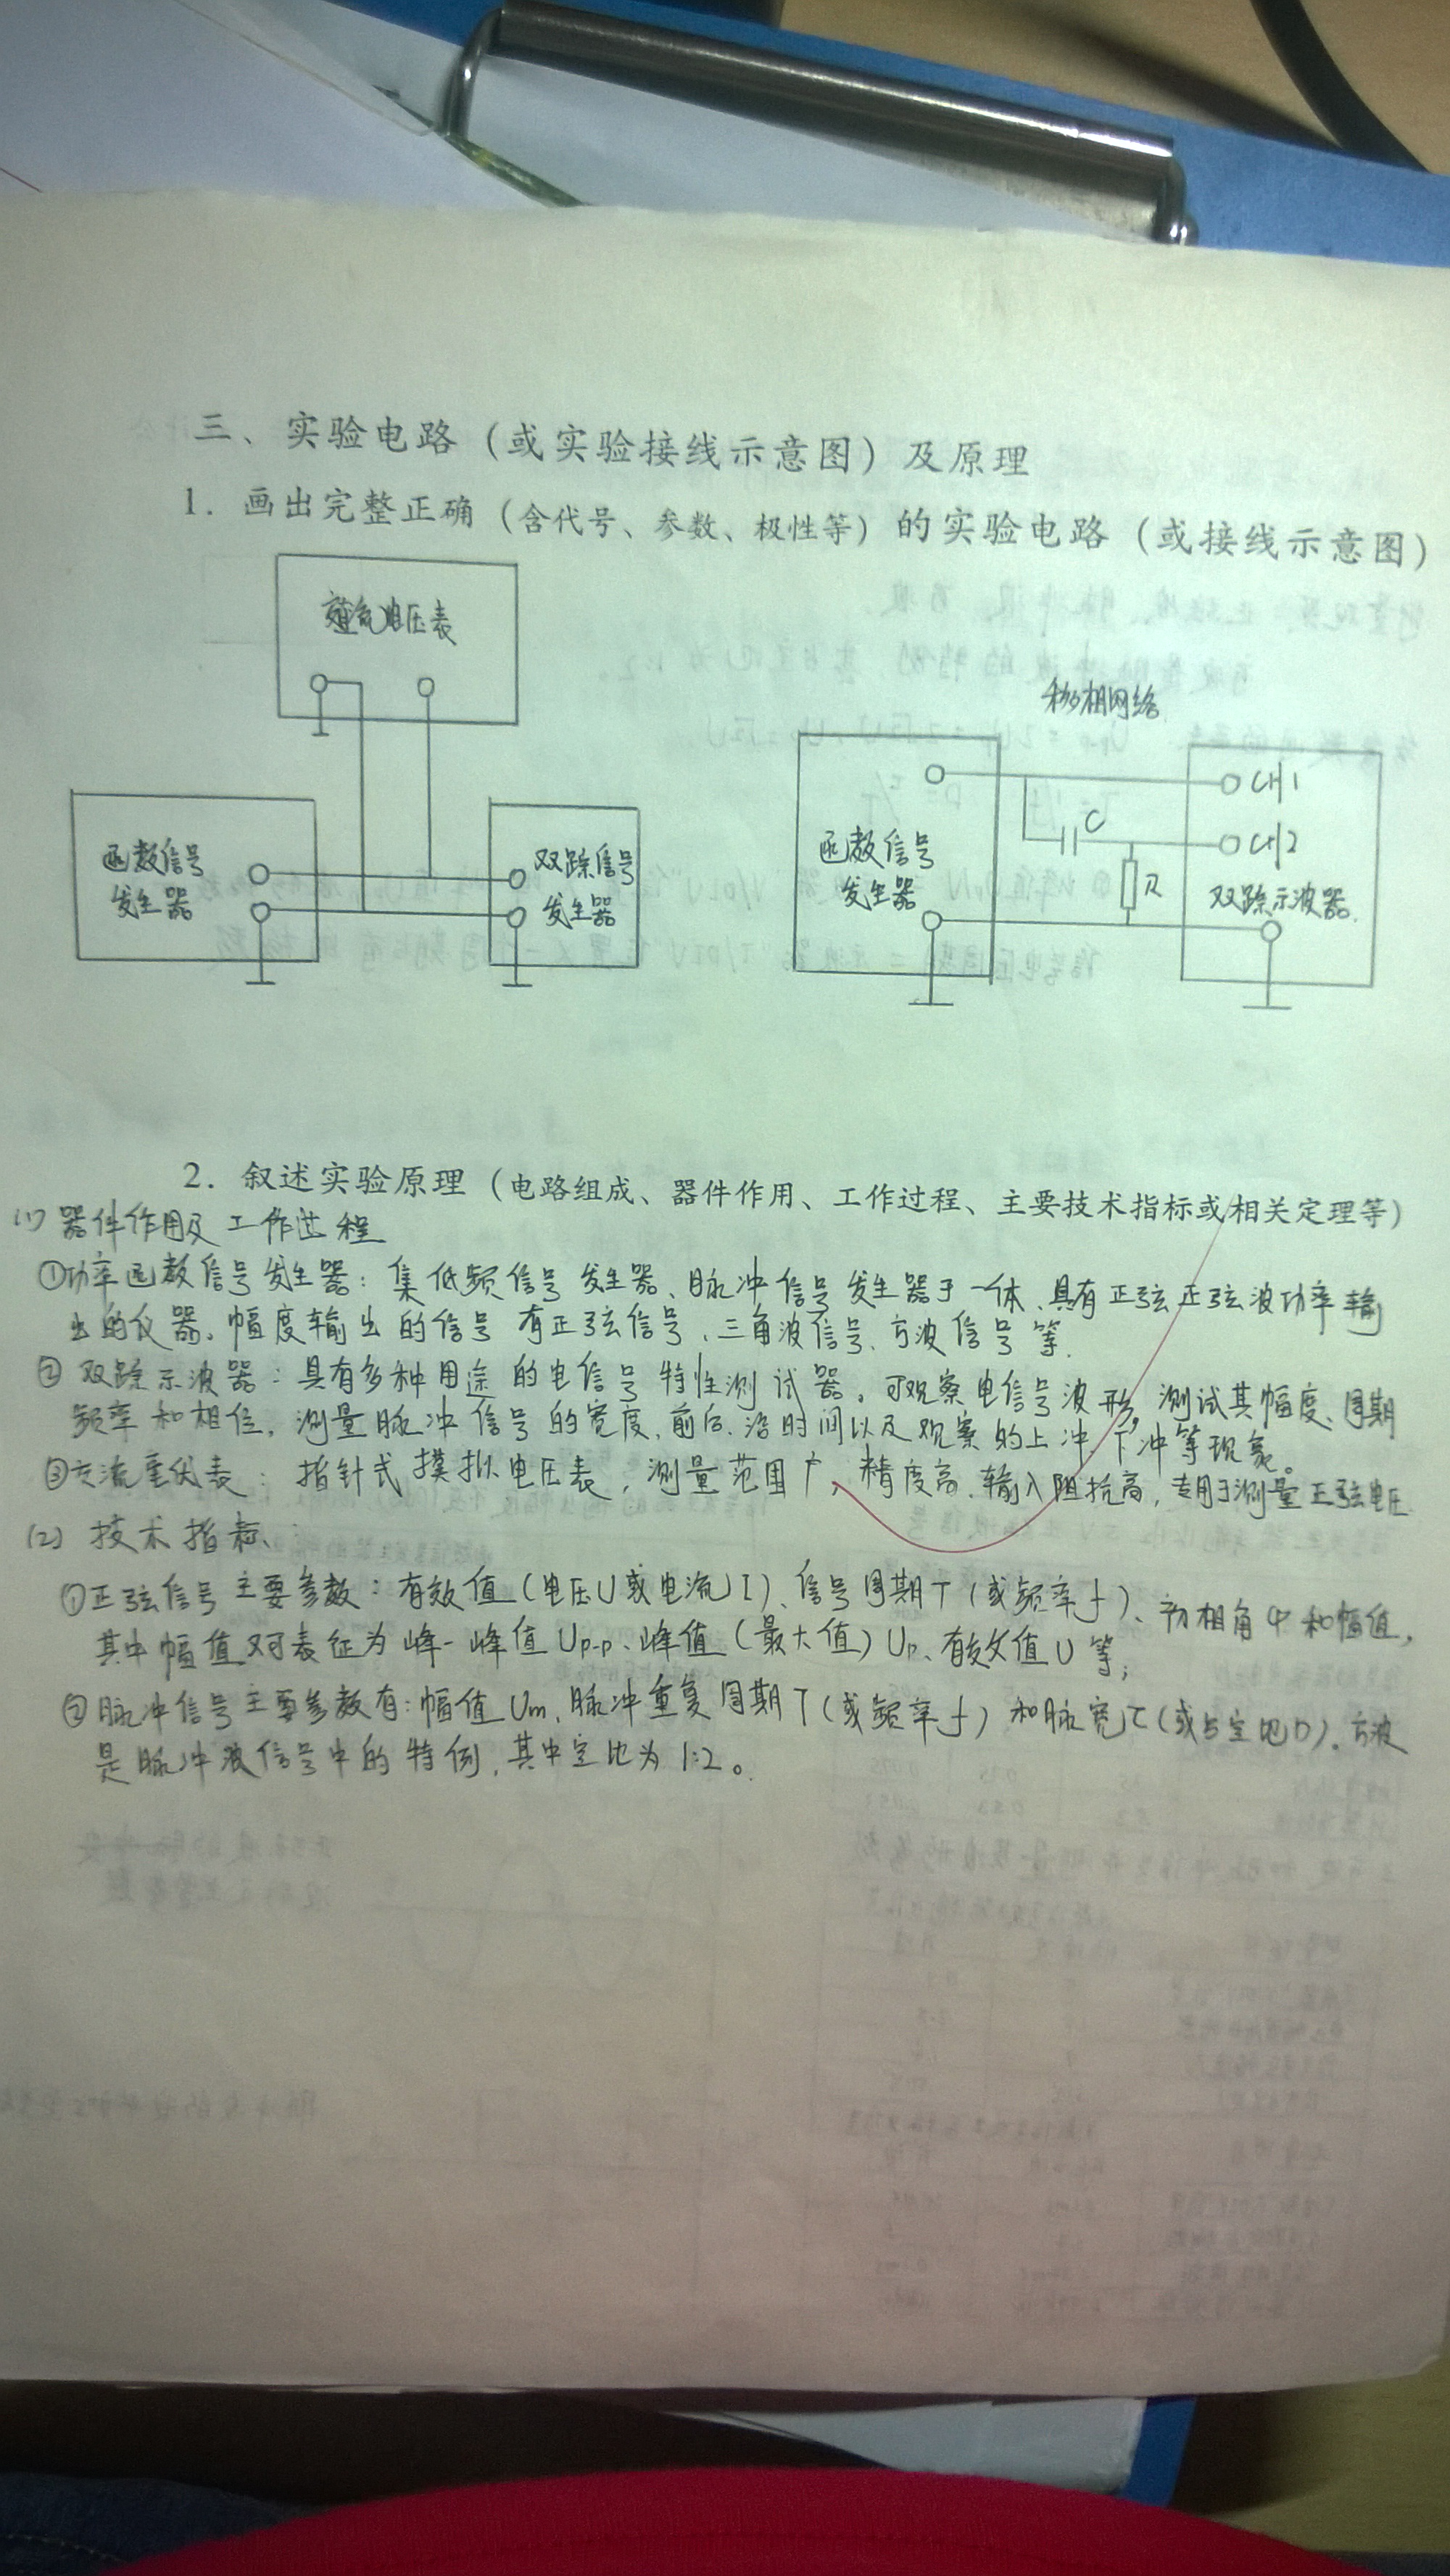 三、实验电路（或实验接线示意图）及原理
1. 画出完整正确（含代号、参数、极性等）的实验电路（或接线示意图）
电压表
函数信号
发生器
双踪信号
发生器
移相网络
函数信号
发生器
C
R
CH1
CH2
双踪示波器.
2. 叙述实验原理（电路组成、器件作用、工作过程、主要技术指标或相关定理等）
(1) 器件作用及工作过程
①功率函数信号发生器：集低频信号发生器、脉冲信号发生器于一体、具有正弦正弦波功率输
出的仪器。幅度输出的信号有正弦信号、三角波信号、方波信号等.
② 双踪示波器：具有多种用途的电信号特性测试器。可观察电信号波形，测试其幅度、周期
频率和相位，测量脉冲信号的宽度，前后.沿时间以及观察的上冲、下冲等现象。
③交流毫伏表：指针式模拟电压表，测量范围广，精度高.输入阻抗高，专用于测量正弦电压
(2) 技术指标、
①正弦信号主要参数：有效值（电压U或电流I）、信号周期T（或频率f）、初相角φ和幅值，
其中幅值可表征为峰-峰值Up-p、峰值（最大值）Up、有效值U等；
②脉冲信号主要参数有：幅值Um、脉冲重复周期T（或频率f）和脉宽τ（或占空比D）. 方波
是脉冲波信号中的特例，其中空比为1:2。